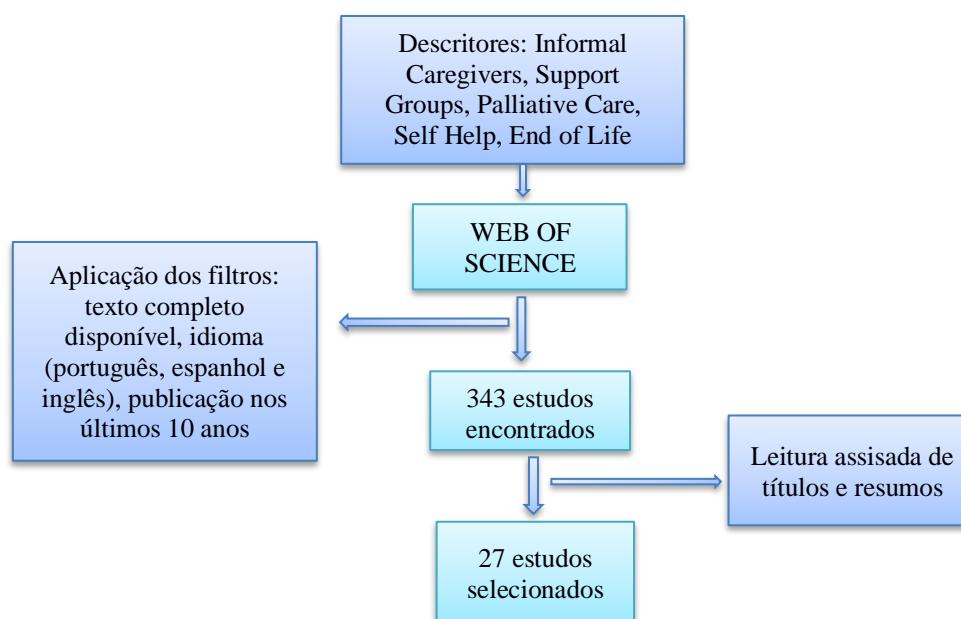 Descritores: Informal
Caregivers, Support
Groups, Palliative Care,
Self Help, End of Life
WEB OF
SCIENCE
Aplicação dos filtros:
texto completo
disponível, idioma
(português, espanhol e
inglês), publicação nos
últimos 10 anos
343 estudos
encontrados
Leitura assisada de
títulos e resumos
27 estudos
selecionados